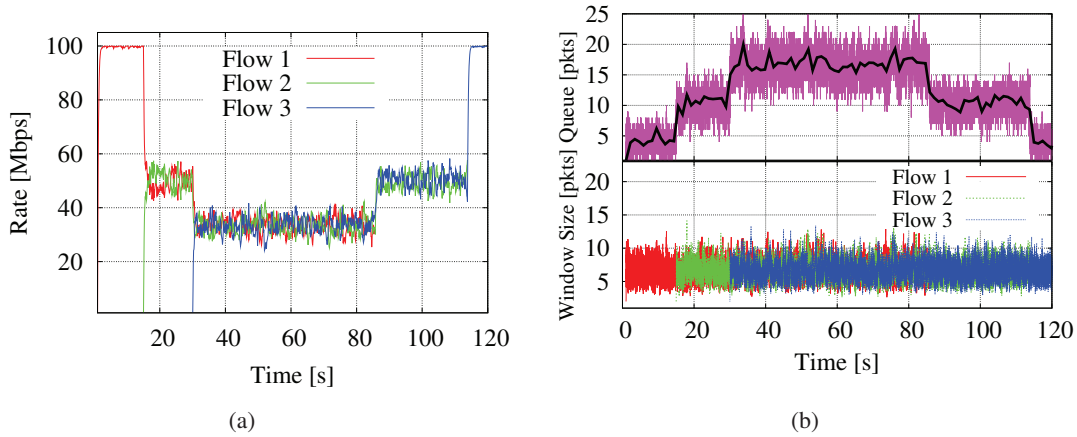 100
80
60
40
20
Rate [Mbps]
Flow 1
Flow 2
Flow 3
20 40 60 80 100 120
Time [s]
(a)
25
20
15
10
5
Queue [pkts]
20
15
10
5
Window Size [pkts]
Flow 1
Flow 2
Flow 3
0 20 40 60 80 100 120
Time [s]
(b)